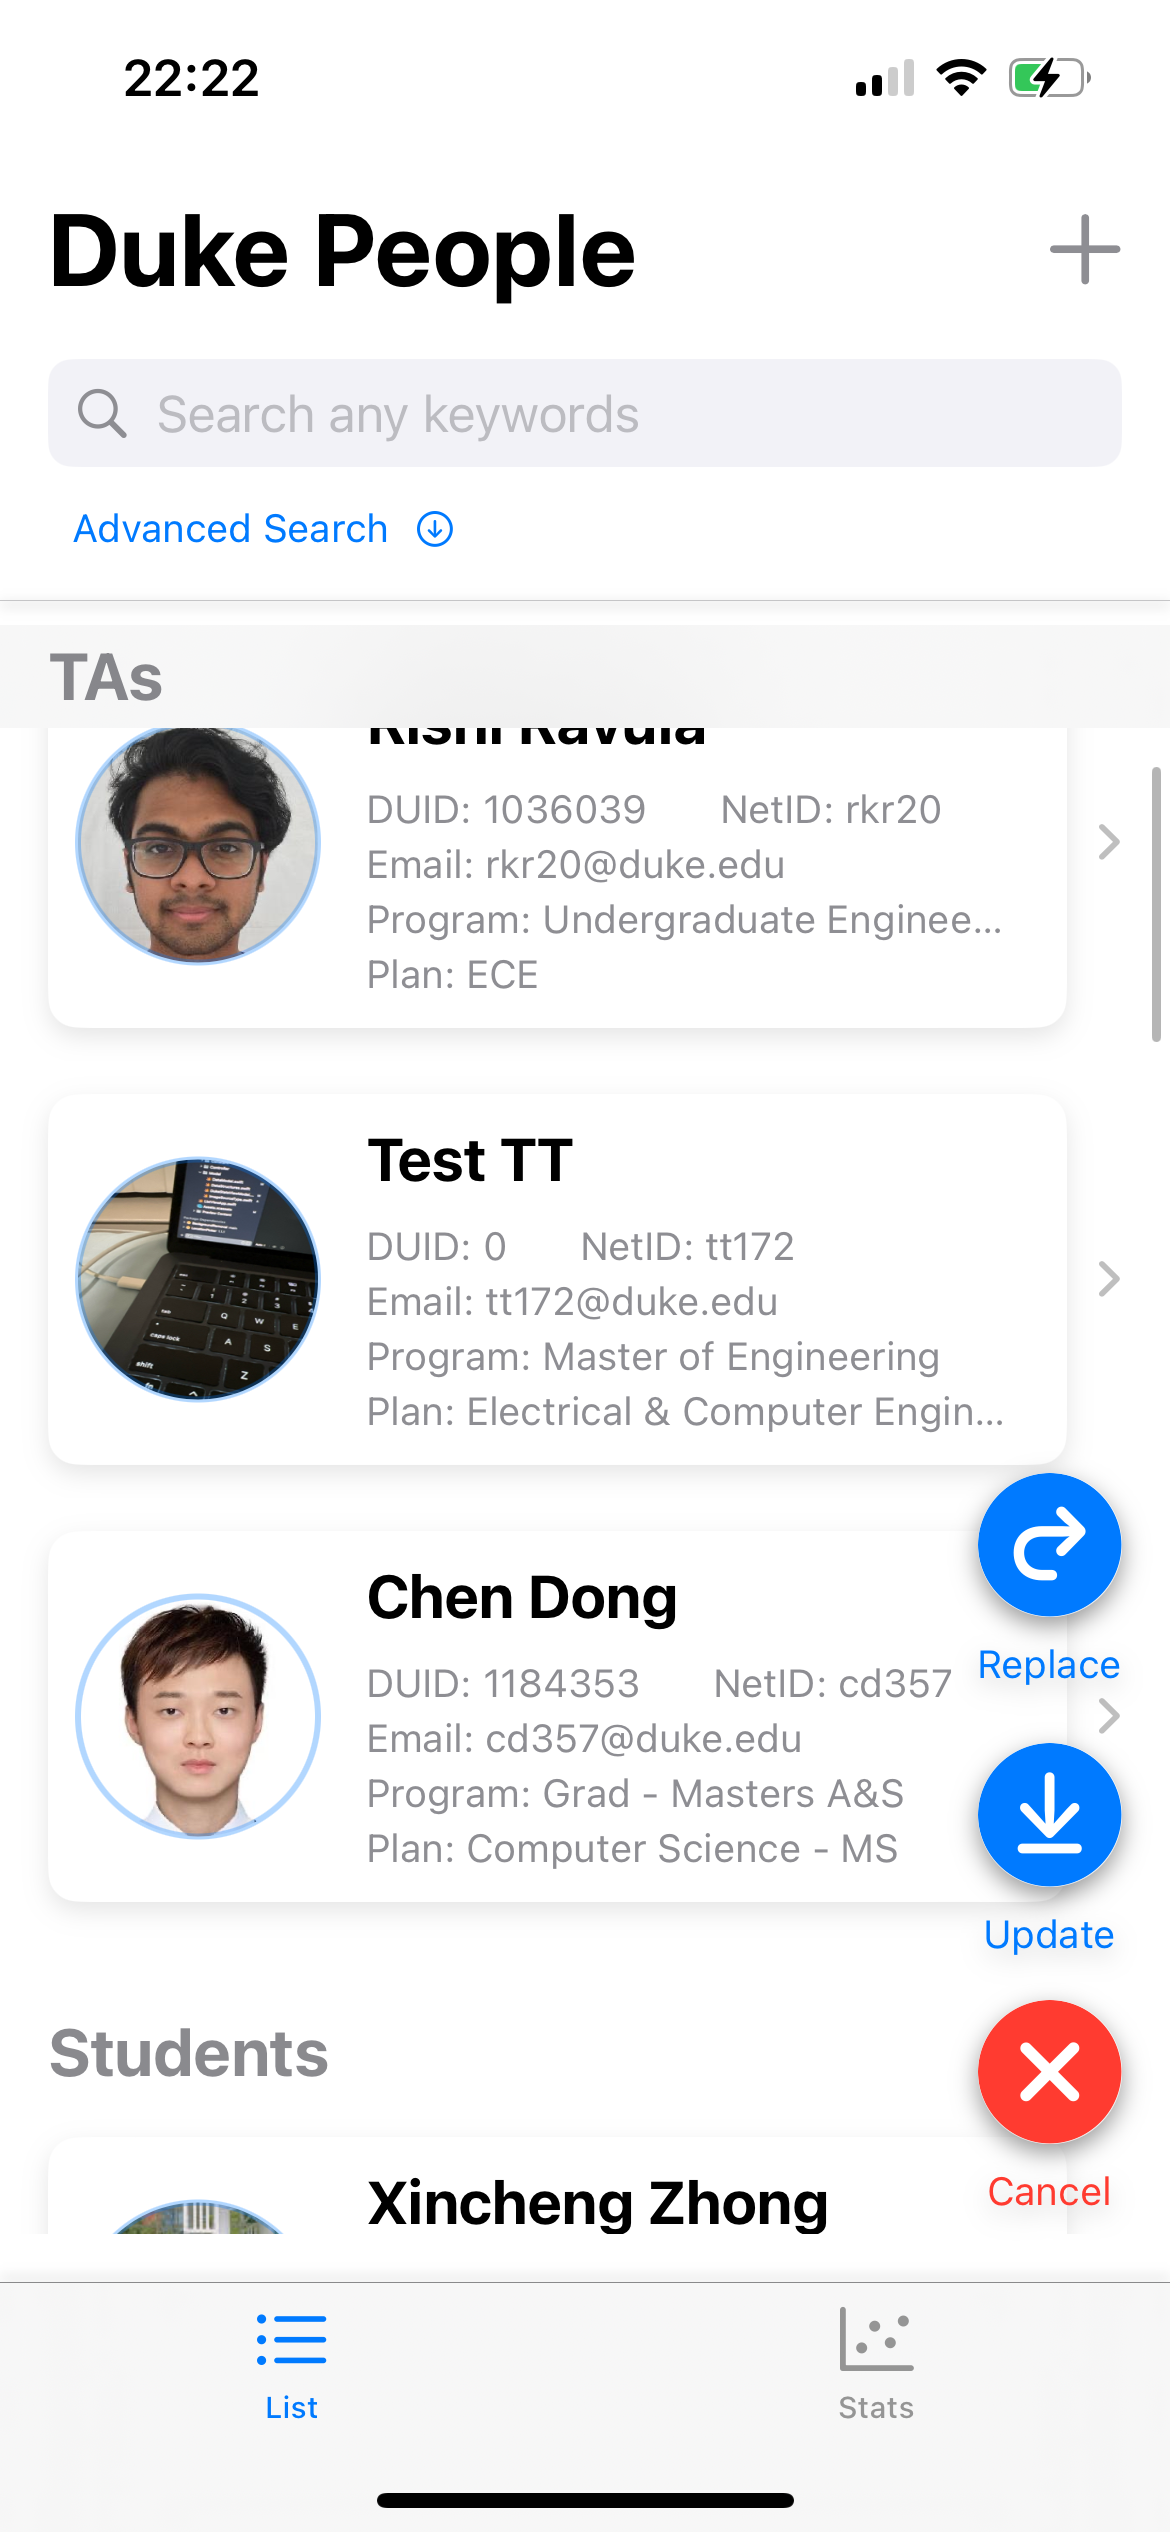 22:22
Duke People
Search any keywords
Advanced Search
TAs
Rishi Ravula
DUID: 1036039 NetID: rkr20
Email: rkr20@duke.edu
Program: Undergraduate Enginee...
Plan: ECE
Test TT
DUID: 0 NetID: tt172
Email: tt172@duke.edu
Program: Master of Engineering
Plan: Electrical & Computer Engin...
Replace
Chen Dong
DUID: 1184353 NetID: cd357
Email: cd357@duke.edu
Program: Grad - Masters A&S
Plan: Computer Science - MS
Update
Students
Cancel
Xincheng Zhong
List
Stats